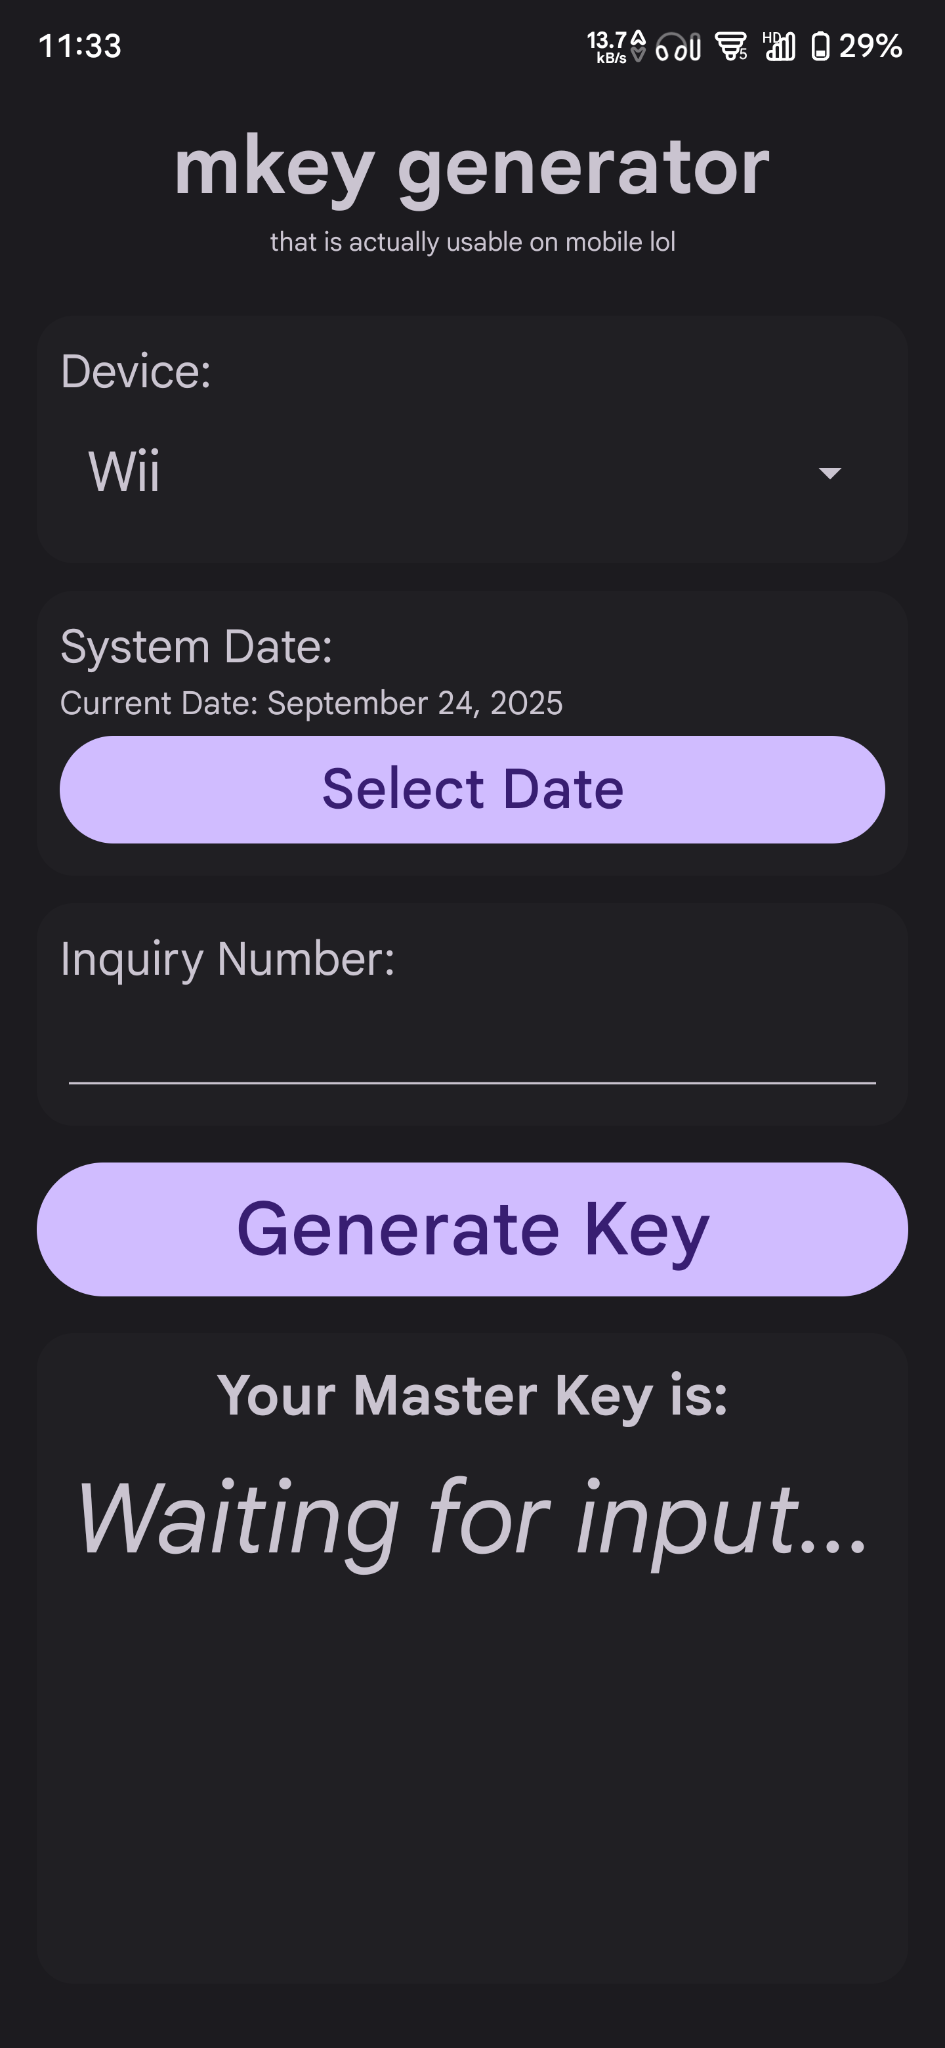 11:33
13.7 kB/s 5 HD 29%
mkey generator
that is actually usable on mobile lol
Device:
Wii
System Date:
Current Date: September 24, 2025
Select Date
Inquiry Number:
Generate Key
Your Master Key is:
Waiting for input...